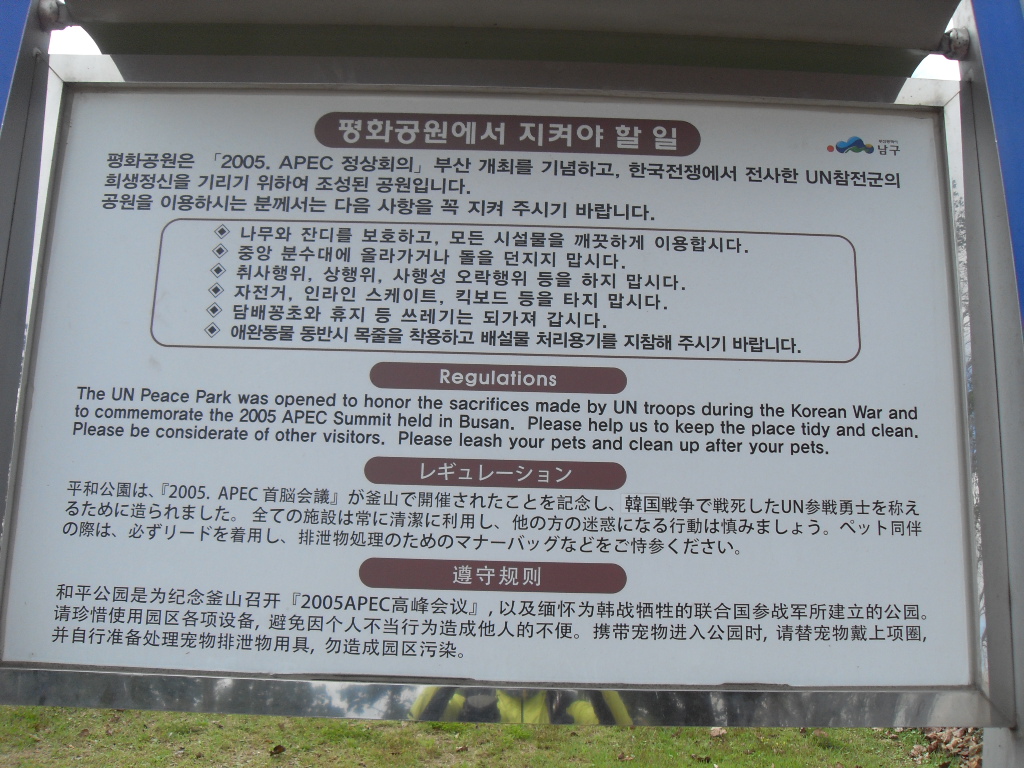 평화공원에서 지켜야 할 일
남구
평화공원은 「2005. APEC 정상회의」 부산 개최를 기념하고, 한국전쟁에서 전사한 UN참전군의
희생정신을 기리기 위하여 조성된 공원입니다.
공원을 이용하시는 분께서는 다음 사항을 꼭 지켜 주시기 바랍니다.
◈ 나무와 잔디를 보호하고, 모든 시설물을 깨끗하게 이용합시다.
◈ 중앙 분수대에 올라가거나 돌을 던지지 맙시다.
◈ 취사행위, 상행위, 사행성 오락행위 등을 하지 맙시다.
◈ 자전거, 인라인 스케이트, 킥보드 등을 타지 맙시다.
◈ 담배꽁초와 휴지 등 쓰레기는 되가져 갑시다.
◈ 애완동물 동반시 목줄을 착용하고 배설물 처리용기를 지참해 주시기 바랍니다.
Regulations
The UN Peace Park was opened to honor the sacrifices made by UN troops during the Korean War and
to commemorate the 2005 APEC Summit held in Busan. Please help us to keep the place tidy and clean.
Please be considerate of other visitors. Please leash your pets and clean up after your pets.
レギュレーション
平和公園は、『2005. APEC 首脳会議』が釜山で開催されたことを記念し、韓国戦争で戦死したUN参戦勇士を称え
るために造られました。全ての施設は常に清潔に利用し、他の方の迷惑になる行動は慎みましょう。ペット同伴
の際は、必ずリードを着用し、排泄物処理のためのマナーバッグなどをご恃参ください。
遵守规则
和平公园是为纪念釜山召开『2005APEC高峰会议』, 以及缅怀为韩战牺牲的联合国参战军所建立的公园。
请珍惜使用园区各项设备, 避免因个人不当行为造成他人的不便。携带宠物进入公园时, 请替宠物戴上项圈,
并自行准备处理宠物排泄物用具, 勿造成园区污染。